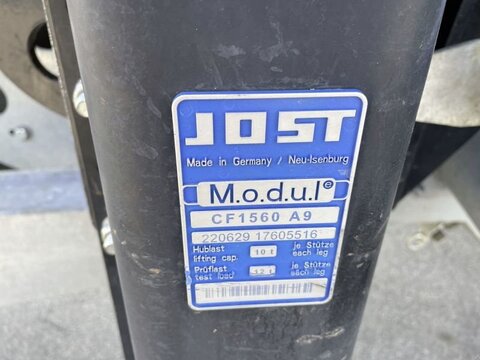 JOST
Made in Germany / Neu-Isenburg
M.o.d.u.l®
CF1560 A9
220629 17605516
Hublast lifting cap. 10 t je Stütze each leg
Prüflast test load 12 t je Stütze each leg